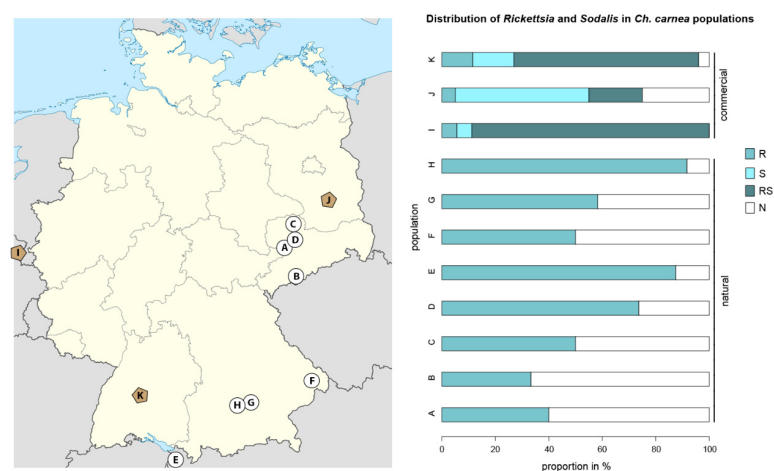 Distribution of Rickettsia and Sodalis in Ch. carnea populations
I
J
C
D
A
B
K
F
H G
E
population
K
J
I
H
G
F
E
D
C
B
A
commercial
natural
R
S
RS
N
0 20 40 60 80 100
proportion in %